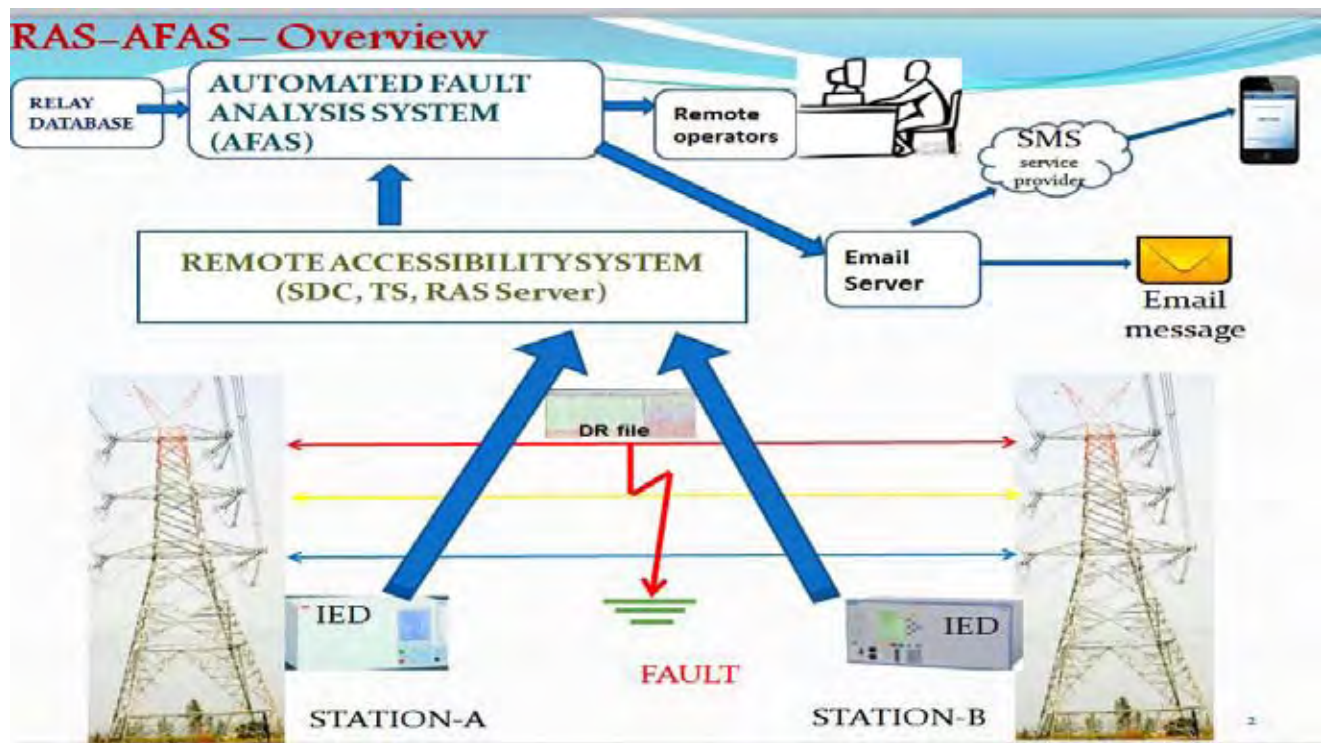 RAS-AFAS – Overview
RELAY
DATABASE
AUTOMATED FAULT
ANALYSIS SYSTEM
(AFAS)
Remote
operators
SMS
service
provider
REMOTE ACCESSIBILITYSYSTEM
(SDC, TS, RAS Server)
Email
Server
Email
message
DR file
IED
IED
FAULT
STATION-A
STATION-B
2